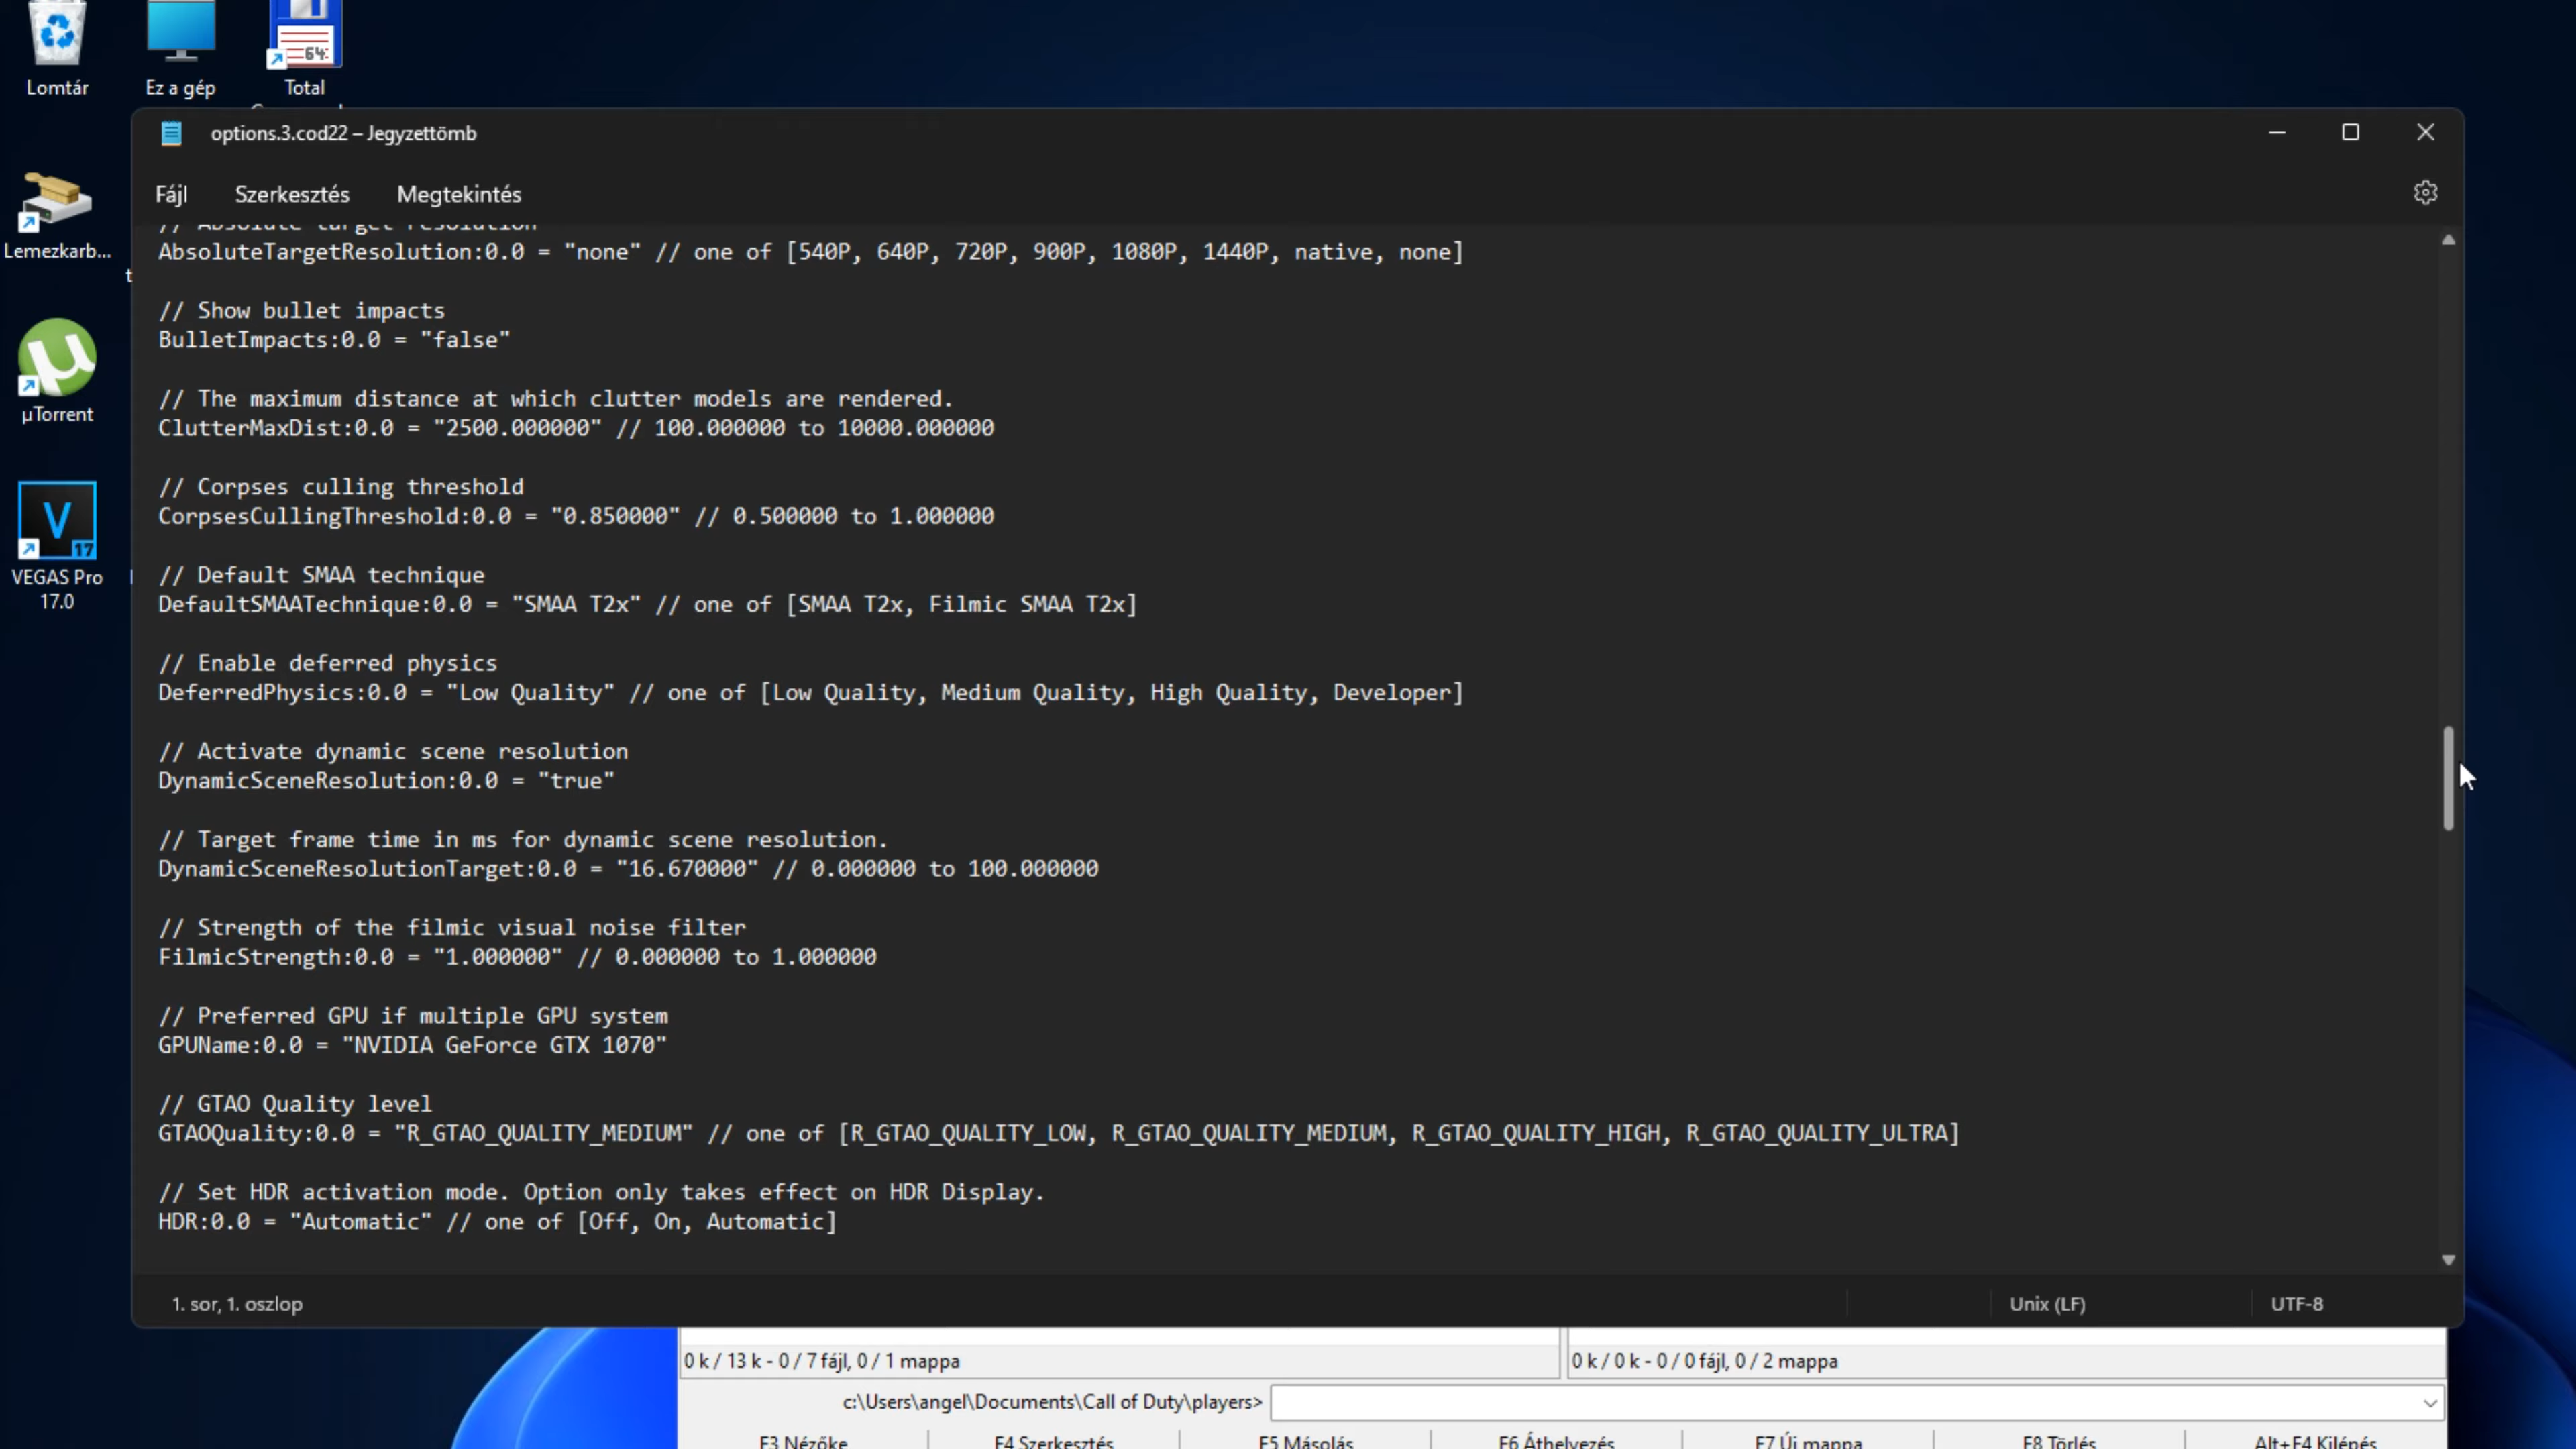 Lomtár
Ez a gép
64
Total
Lemezkarb...
µTorrent
V
17
VEGAS Pro
17.0
options.3.cod22 – Jegyzettömb
Fájl
Szerkesztés
Megtekintés
// Absolute target resolution
AbsoluteTargetResolution:0.0 = "none" // one of [540P, 640P, 720P, 900P, 1080P, 1440P, native, none]
// Show bullet impacts
BulletImpacts:0.0 = "false"
// The maximum distance at which clutter models are rendered.
ClutterMaxDist:0.0 = "2500.000000" // 100.000000 to 10000.000000
// Corpses culling threshold
CorpsesCullingThreshold:0.0 = "0.850000" // 0.500000 to 1.000000
// Default SMAA technique
DefaultSMAATechnique:0.0 = "SMAA T2x" // one of [SMAA T2x, Filmic SMAA T2x]
// Enable deferred physics
DeferredPhysics:0.0 = "Low Quality" // one of [Low Quality, Medium Quality, High Quality, Developer]
// Activate dynamic scene resolution
DynamicSceneResolution:0.0 = "true"
// Target frame time in ms for dynamic scene resolution.
DynamicSceneResolutionTarget:0.0 = "16.670000" // 0.000000 to 100.000000
// Strength of the filmic visual noise filter
FilmicStrength:0.0 = "1.000000" // 0.000000 to 1.000000
// Preferred GPU if multiple GPU system
GPUName:0.0 = "NVIDIA GeForce GTX 1070"
// GTAO Quality level
GTAOQuality:0.0 = "R_GTAO_QUALITY_MEDIUM" // one of [R_GTAO_QUALITY_LOW, R_GTAO_QUALITY_MEDIUM, R_GTAO_QUALITY_HIGH, R_GTAO_QUALITY_ULTRA]
// Set HDR activation mode. Option only takes effect on HDR Display.
HDR:0.0 = "Automatic" // one of [Off, On, Automatic]
1. sor, 1. oszlop
Unix (LF)
UTF-8
0 k / 13 k - 0 / 7 fájl, 0 / 1 mappa
0 k / 0 k - 0 / 0 fájl, 0 / 2 mappa
c:\Users\angel\Documents\Call of Duty\players>
F3 Nézőke
F4 Szerkesztés
F5 Másolás
F6 Áthelyezés
F7 Új mappa
F8 Törlés
Alt+F4 Kilépés